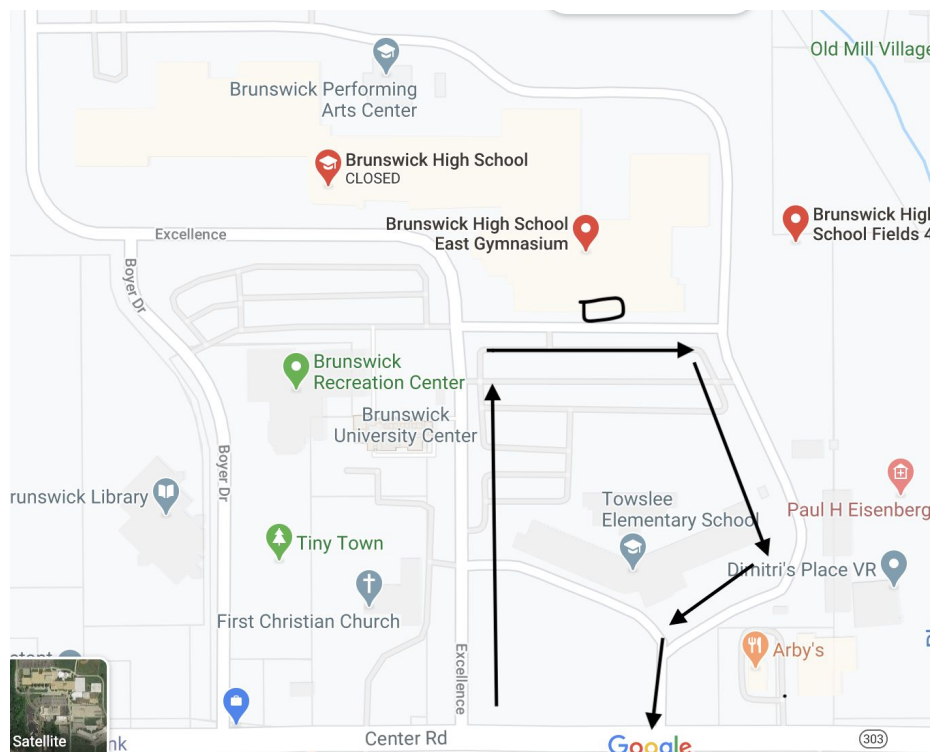 Old Mill Village
Brunswick Performing
Arts Center
Brunswick High School
CLOSED
Brunswick High School
East Gymnasium
Brunswick High
School Fields 4
Excellence
Boyer Dr
Brunswick
Recreation Center
Brunswick
University Center
Boyer Dr
runswick Library
Towslee
Elementary School
Paul H Eisenberg
Tiny Town
Dimitri's Place VR
First Christian Church
Excellence
Arby's
Satellite
nk
Center Rd
Google
303